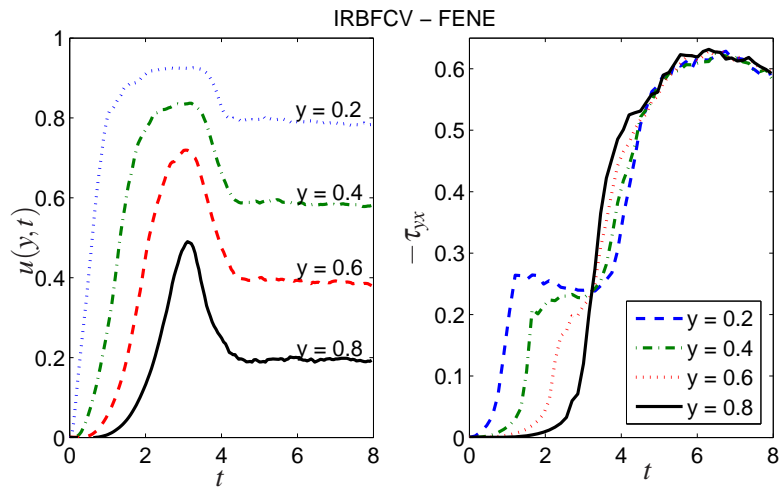 IRBFCV – FENE
1
0.8
0.6
0.4
0.2
0
u(y,t)
y = 0.2
y = 0.4
y = 0.6
y = 0.8
0 2 4 6 8
t
0.6
0.5
0.4
0.3
0.2
0.1
0
−τyx
y = 0.2
y = 0.4
y = 0.6
y = 0.8
0 2 4 6 8
t